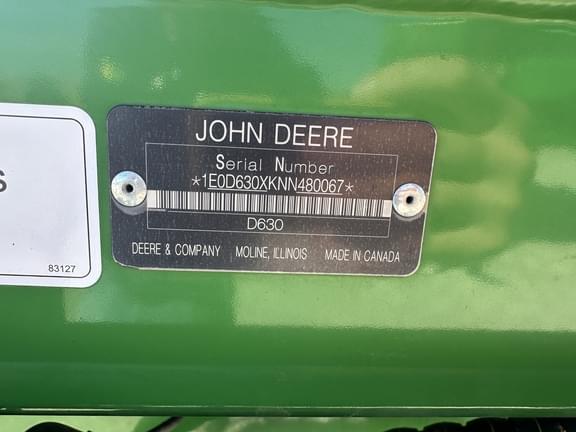 JOHN DEERE
Serial Number
*1E0D630XKNN480067*
D630
DEERE & COMPANY MOLINE, ILLINOIS MADE IN CANADA
S
83127